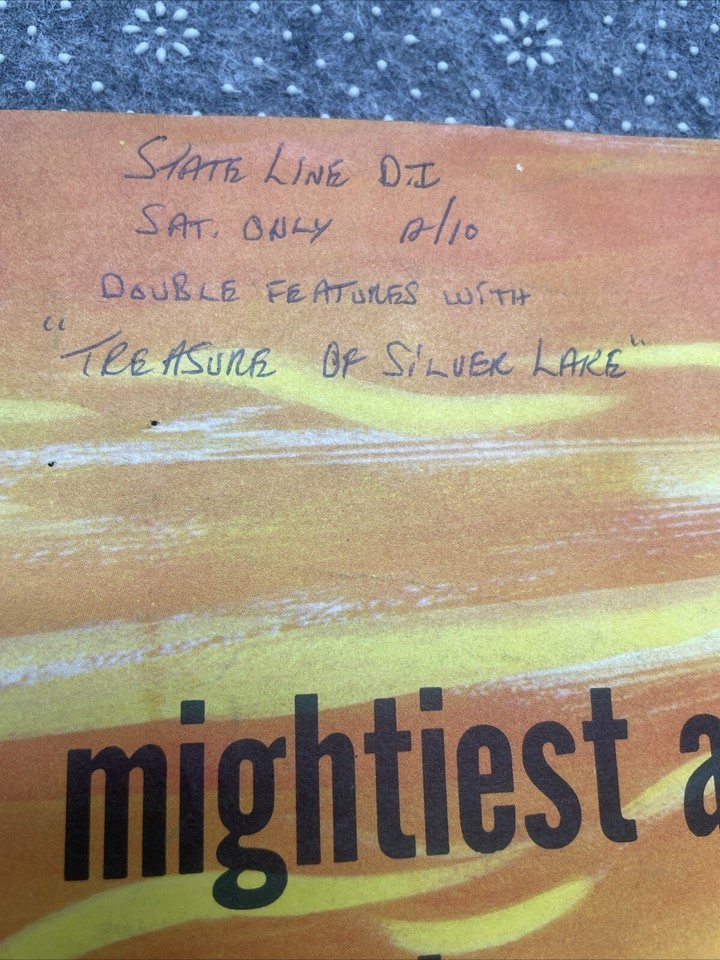 STATE LINE D.I
SAT. ONLY 12/10
DOUBLE FEATURES WITH
"TREASURE OF SILVER LAKE"
mightiest a